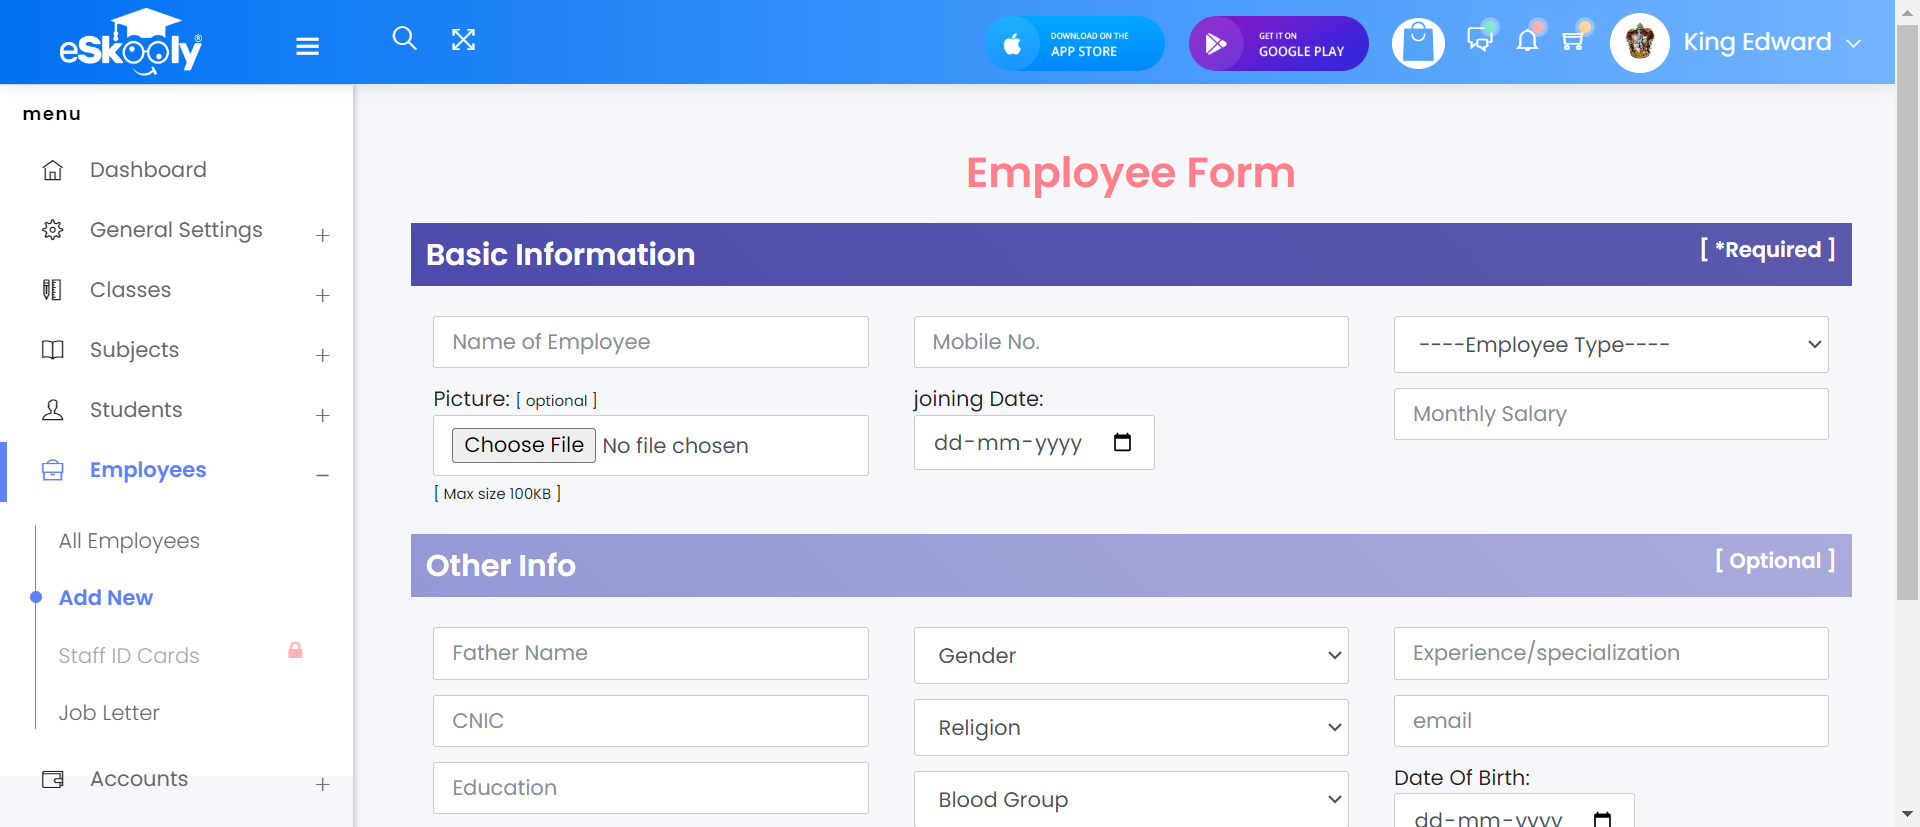 eSkooly®
DOWNLOAD ON THE
APP STORE
GET IT ON
GOOGLE PLAY
King Edward
menu
Dashboard
General Settings
Classes
Subjects
Students
Employees
All Employees
Add New
Staff ID Cards
Job Letter
Accounts
Employee Form
Basic Information
[ *Required ]
Name of Employee
Mobile No.
----Employee Type----
Picture: [ optional ]
joining Date:
Choose File No file chosen
dd-mm-yyyy
Monthly Salary
[ Max size 100KB ]
Other Info
[ Optional ]
Father Name
Gender
Experience/specialization
CNIC
Religion
email
Education
Blood Group
Date Of Birth:
dd-mm-yyyy